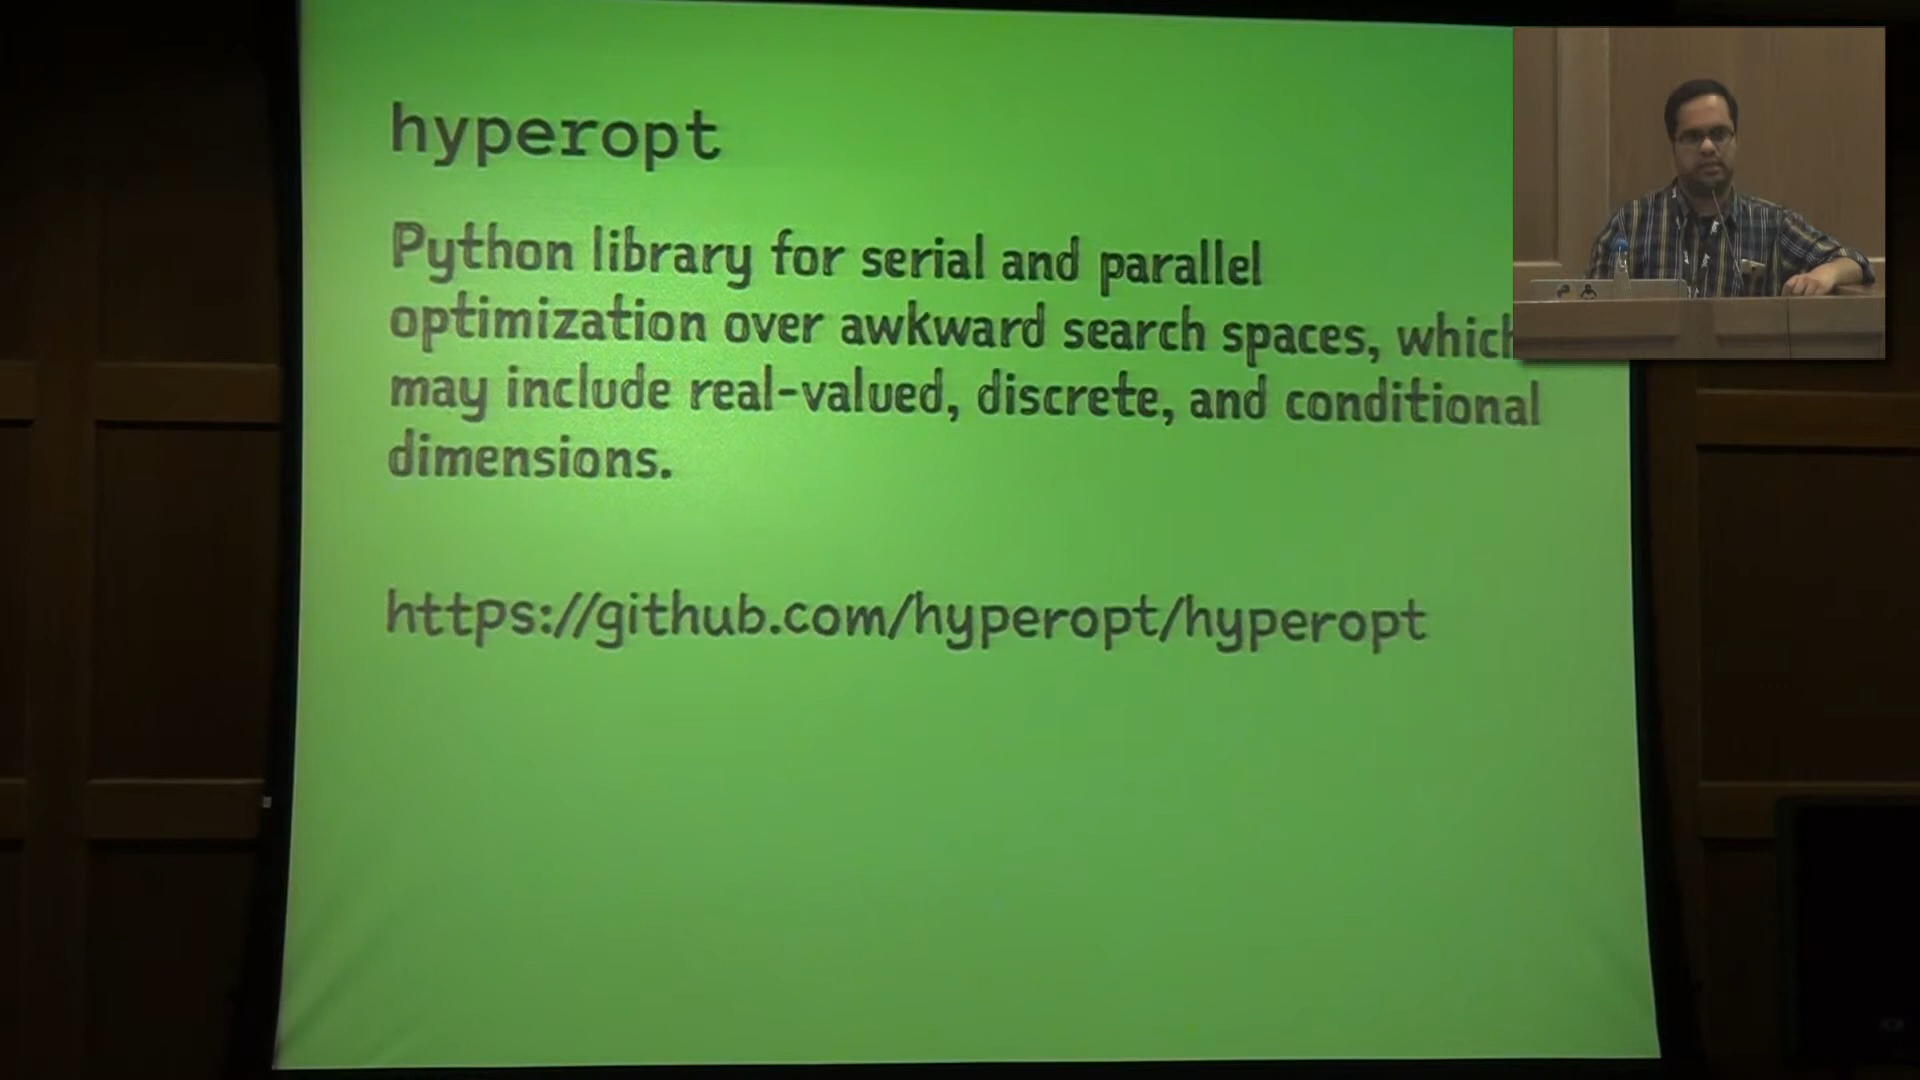 hyperopt
Python library for serial and parallel
optimization over awkward search spaces, which
may include real-valued, discrete, and conditional
dimensions.
https://github.com/hyperopt/hyperopt